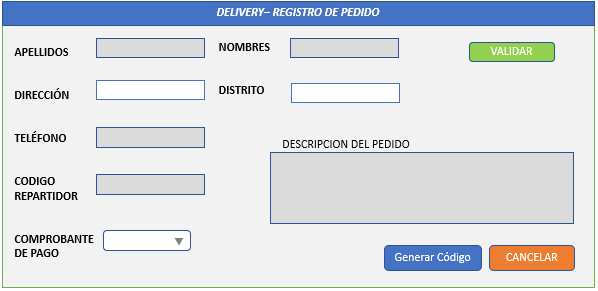 DELIVERY– REGISTRO DE PEDIDO
APELLIDOS
NOMBRES
VALIDAR
DIRECCIÓN
DISTRITO
TELÉFONO
DESCRIPCION DEL PEDIDO
CODIGO
REPARTIDOR
COMPROBANTE
DE PAGO
Generar Código
CANCELAR